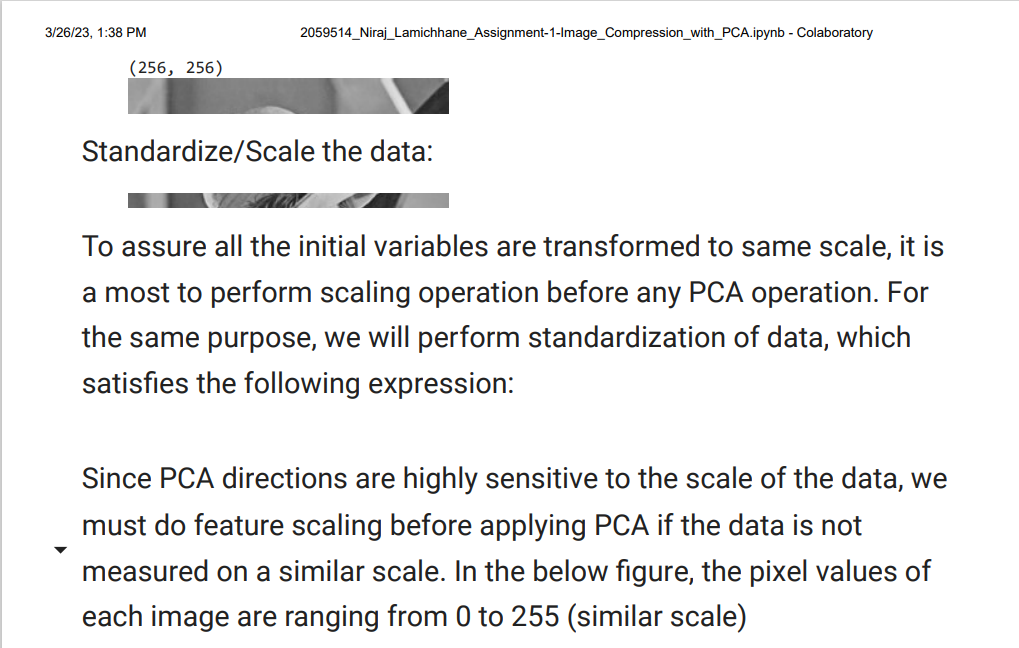 3/26/23, 1:38 PM 2059514_Niraj_Lamichhane_Assignment-1-Image_Compression_with_PCA.ipynb - Colaboratory
(256, 256)
Standardize/Scale the data:
To assure all the initial variables are transformed to same scale, it is
a most to perform scaling operation before any PCA operation. For
the same purpose, we will perform standardization of data, which
satisfies the following expression:
Since PCA directions are highly sensitive to the scale of the data, we
must do feature scaling before applying PCA if the data is not
measured on a similar scale. In the below figure, the pixel values of
each image are ranging from 0 to 255 (similar scale)